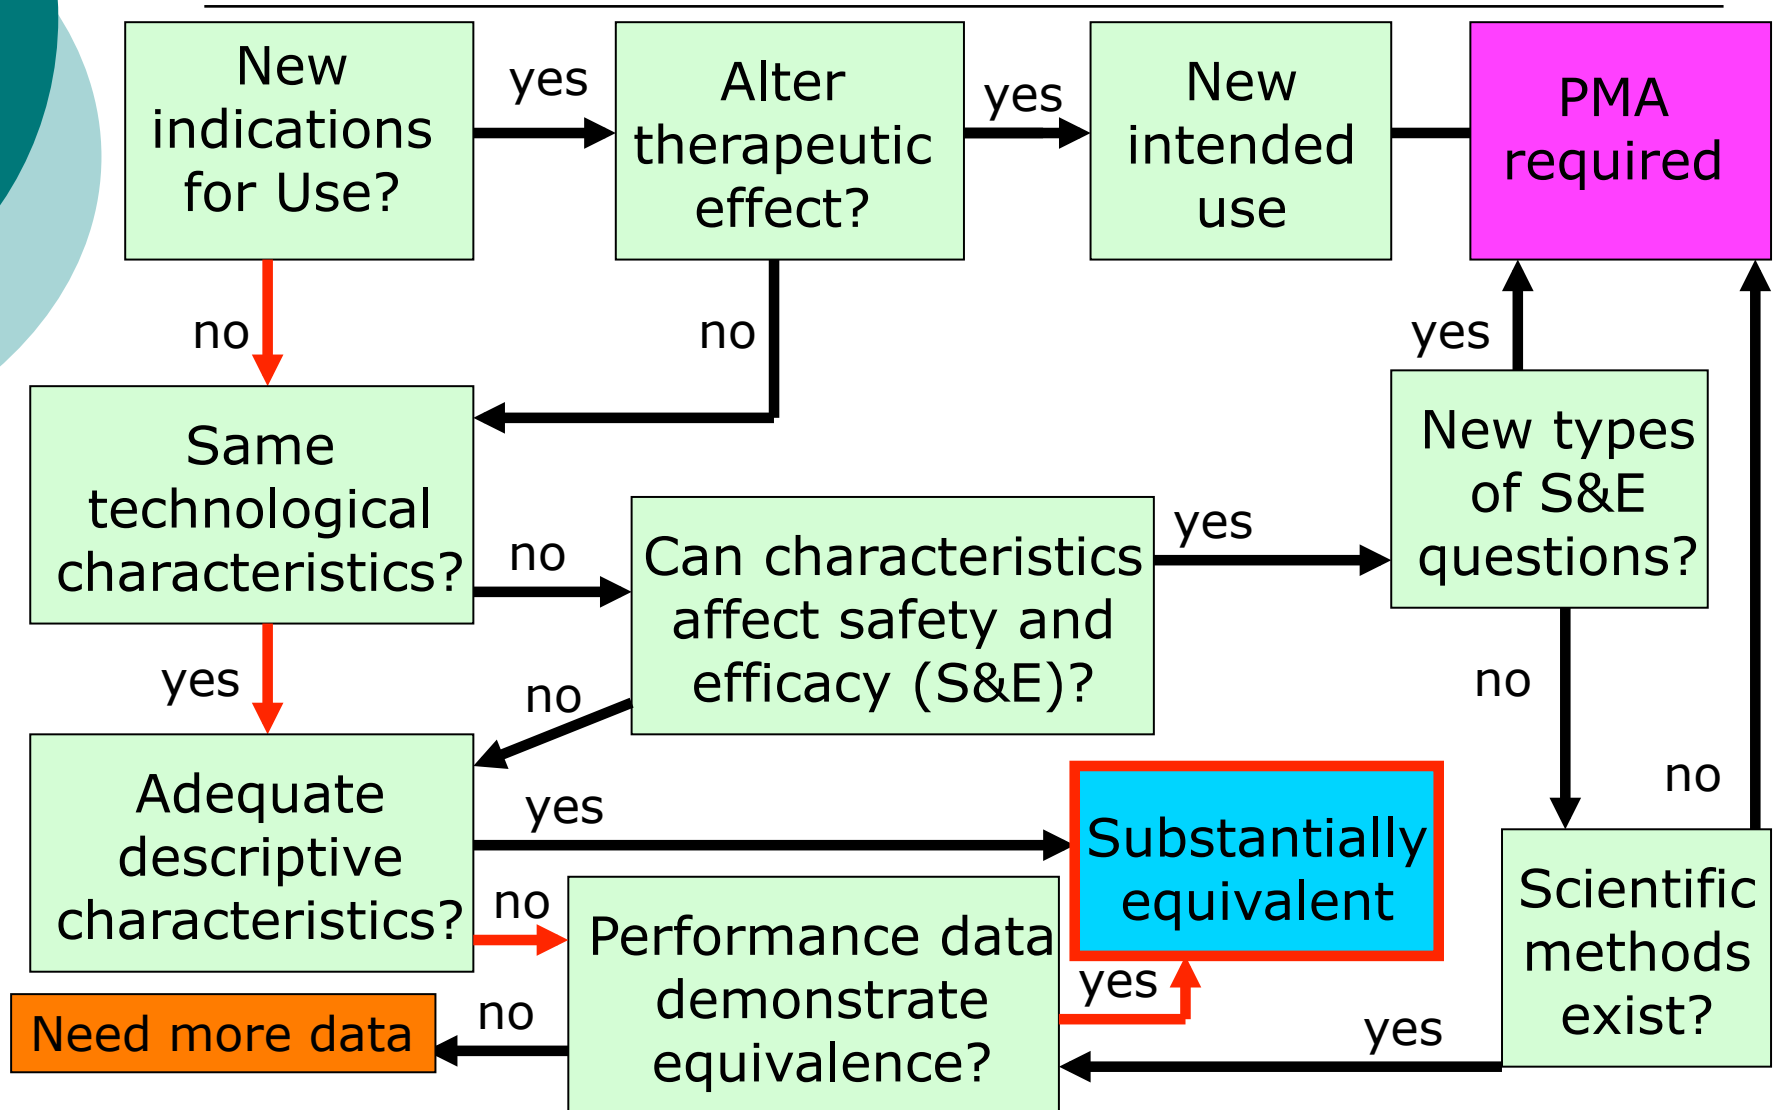 New
indications
for Use?
yes
Alter
therapeutic
effect?
yes
New
intended
use
PMA
required
no
no
yes
Same
technological
characteristics?
no
Can characteristics
affect safety and
efficacy (S&E)?
yes
New types
of S&E
questions?
yes
no
no
no
Adequate
descriptive
characteristics?
yes
Substantially
equivalent
no
Performance data
demonstrate
equivalence?
yes
Scientific
methods
exist?
yes
no
Need more data